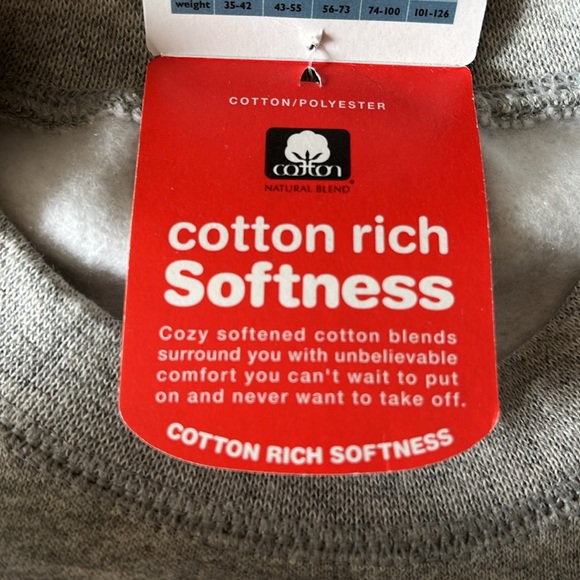 weight 35-42 43-55 56-73 74-100 101-126
COTTON/POLYESTER
cotton
NATURAL BLEND®
cotton rich
Softness
Cozy softened cotton blends
surround you with unbelievable
comfort you can't wait to put
on and never want to take off.
COTTON RICH SOFTNESS